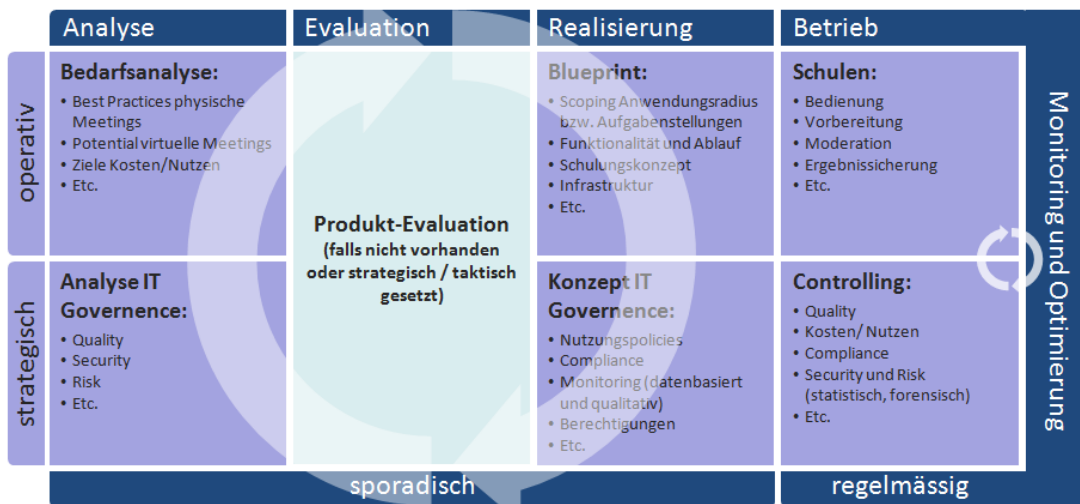 Analyse
Evaluation
Realisierung
Betrieb
operativ
Bedarfsanalyse:
• Best Practices physische
Meetings
• Potential virtuelle Meetings
• Ziele Kosten/Nutzen
• Etc.
Produkt-Evaluation
(falls nicht vorhanden
oder strategisch / taktisch
gesetzt)
Blueprint:
• Scoping Anwendungsradius
bzw. Aufgabenstellungen
• Funktionalität und Ablauf
• Schulungskonzept
• Infrastruktur
• Etc.
Schulen:
• Bedienung
• Vorbereitung
• Moderation
• Ergebnissicherung
• Etc.
strategisch
Analyse IT
Governence:
• Quality
• Security
• Risk
• Etc.
Konzept IT
Governence:
• Nutzungspolicies
• Compliance
• Monitoring (datenbasiert
und qualitativ)
• Berechtigungen
• Etc.
Controlling:
• Quality
• Kosten/ Nutzen
• Compliance
• Security und Risk
(statistisch, forensisch)
• Etc.
Monitoring und Optimierung
sporadisch
regelmässig